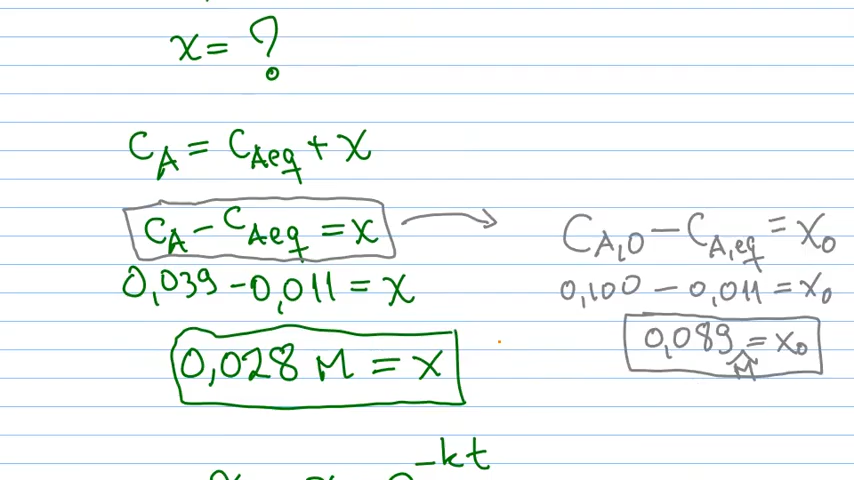 x = ?
C_A = C_Aeq + x
C_A - C_Aeq = x
0,039 - 0,011 = x
0,028 M = x
C_A,0 - C_A,eq = x_0
0,100 - 0,011 = x_0
0,089 M = x_0
e^-kt